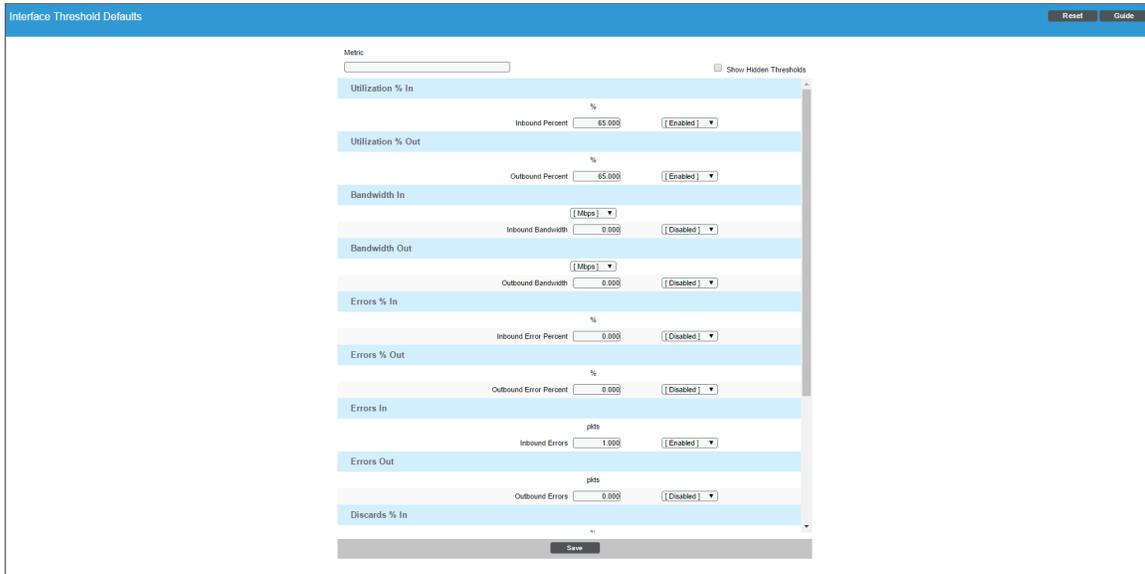 Interface Threshold Defaults
Reset Guide
Metric
Show Hidden Thresholds
Utilization % In
%
Inbound Percent 65.000 [ Enabled ]
Utilization % Out
%
Outbound Percent 65.000 [ Enabled ]
Bandwidth In
[ Mbps ]
Inbound Bandwidth 0.000 [ Disabled ]
Bandwidth Out
[ Mbps ]
Outbound Bandwidth 0.000 [ Disabled ]
Errors % In
%
Inbound Error Percent 0.000 [ Disabled ]
Errors % Out
%
Outbound Error Percent 0.000 [ Disabled ]
Errors In
pkts
Inbound Errors 1.000 [ Enabled ]
Errors Out
pkts
Outbound Errors 0.000 [ Disabled ]
Discards % In
%
Save